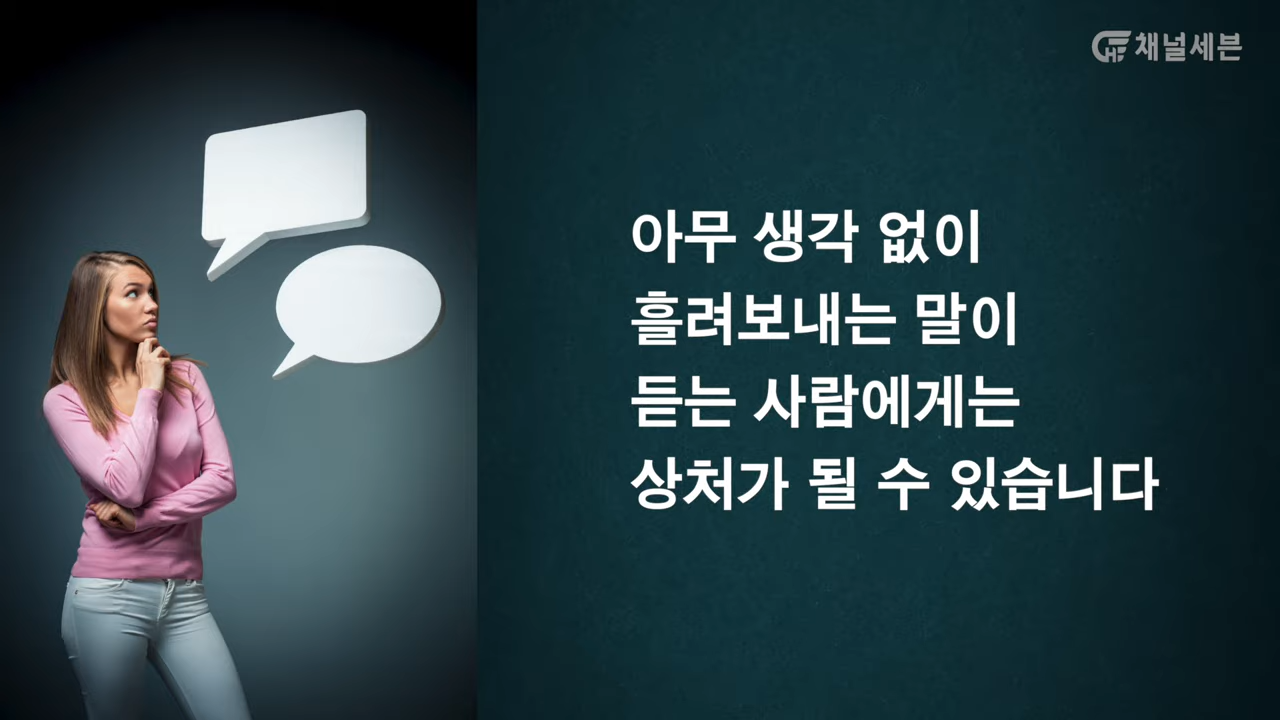 채널세븐
아무 생각 없이
흘려보내는 말이
듣는 사람에게는
상처가 될 수 있습니다